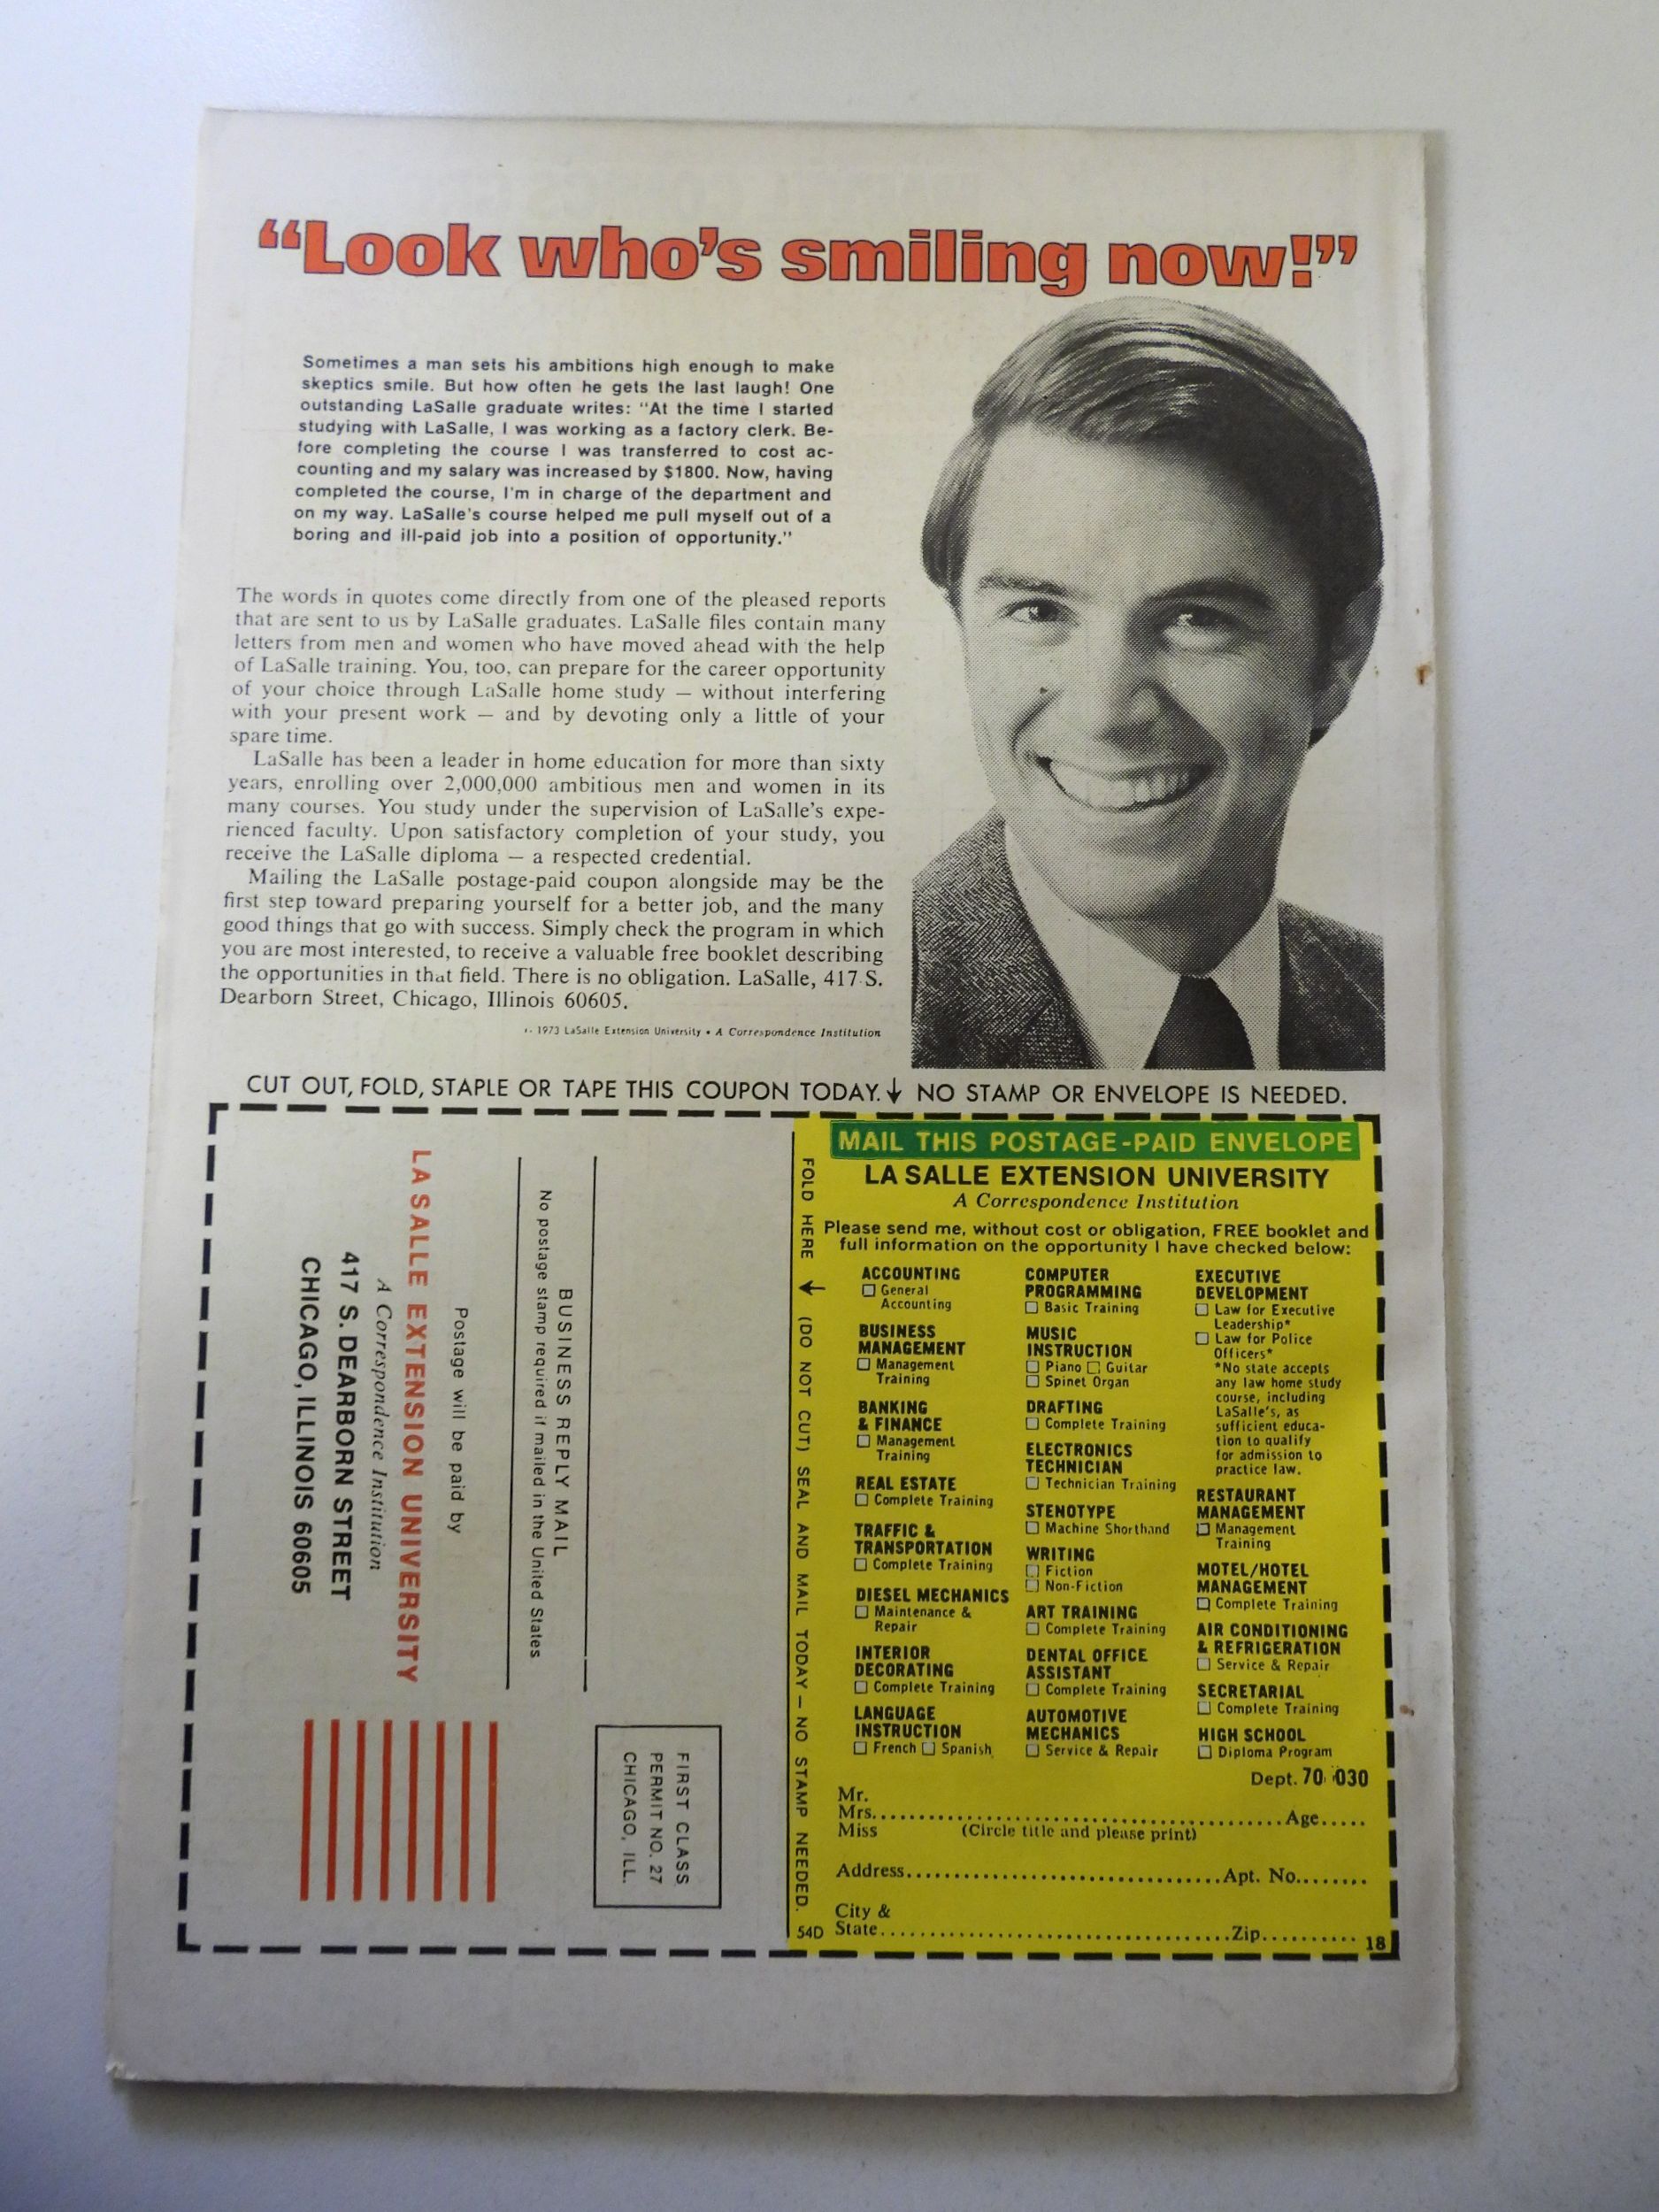 “Look who’s smiling now!”
Sometimes a man sets his ambitions high enough to make
skeptics smile. But how often he gets the last laugh! One
outstanding LaSalle graduate writes: “At the time I started
studying with LaSalle, I was working as a factory clerk. Be-
fore completing the course I was transferred to cost ac-
counting and my salary was increased by $1800. Now, having
completed the course, I'm in charge of the department and
on my way. LaSalle's course helped me pull myself out of a
boring and ill-paid job into a position of opportunity.”
The words in quotes come directly from one of the pleased reports
that are sent to us by LaSalle graduates. LaSalle files contain many
letters from men and women who have moved ahead with the help
of LaSalle training. You, too, can prepare for the career opportunity
of your choice through LaSalle home study — without interfering
with your present work — and by devoting only a little of your
spare time.
LaSalle has been a leader in home education for more than sixty
years, enrolling over 2,000,000 ambitious men and women in its
many courses. You study under the supervision of LaSalle's expe-
rienced faculty. Upon satisfactory completion of your study, you
receive the LaSalle diploma — a respected credential.
Mailing the LaSalle postage-paid coupon alongside may be the
first step toward preparing yourself for a better job, and the many
good things that go with success. Simply check the program in which
you are most interested, to receive a valuable free booklet describing
the opportunities in that field. There is no obligation. LaSalle, 417 S.
Dearborn Street, Chicago, Illinois 60605.
1973 LaSalle Extension University • A Correspondence Institution
CUT OUT, FOLD, STAPLE OR TAPE THIS COUPON TODAY.↓ NO STAMP OR ENVELOPE IS NEEDED.
FIRST CLASS
PERMIT NO. 27
CHICAGO, ILL.
BUSINESS REPLY MAIL
No postage stamp required if mailed in the United States
Postage will be paid by
LA SALLE EXTENSION UNIVERSITY
A Correspondence Institution
417 S. DEARBORN STREET
CHICAGO, ILLINOIS 60605
FOLD HERE ← (DO NOT CUT) SEAL AND MAIL TODAY – NO STAMP NEEDED.
54D
MAIL THIS POSTAGE-PAID ENVELOPE
LA SALLE EXTENSION UNIVERSITY
A Correspondence Institution
Please send me, without cost or obligation, FREE booklet and
full information on the opportunity I have checked below:
ACCOUNTING
☐ General
Accounting
BUSINESS
MANAGEMENT
☐ Management
Training
BANKING
& FINANCE
☐ Management
Training
REAL ESTATE
☐ Complete Training
TRAFFIC &
TRANSPORTATION
☐ Complete Training
DIESEL MECHANICS
☐ Maintenance &
Repair
INTERIOR
DECORATING
☐ Complete Training
LANGUAGE
INSTRUCTION
☐ French ☐ Spanish
COMPUTER
PROGRAMMING
☐ Basic Training
MUSIC
INSTRUCTION
☐ Piano ☐ Guitar
☐ Spinet Organ
DRAFTING
☐ Complete Training
ELECTRONICS
TECHNICIAN
☐ Technician Training
STENOTYPE
☐ Machine Shorthand
WRITING
☐ Fiction
☐ Non-Fiction
ART TRAINING
☐ Complete Training
DENTAL OFFICE
ASSISTANT
☐ Complete Training
AUTOMOTIVE
MECHANICS
☐ Service & Repair
EXECUTIVE
DEVELOPMENT
☐ Law for Executive
Leadership*
☐ Law for Police
Officers*
*No state accepts
any law home study
course, including
LaSalle's, as
sufficient educa-
tion to qualify
for admission to
practice law.
RESTAURANT
MANAGEMENT
☐ Management
Training
MOTEL/HOTEL
MANAGEMENT
☐ Complete Training
AIR CONDITIONING
& REFRIGERATION
☐ Service & Repair
SECRETARIAL
☐ Complete Training
HIGH SCHOOL
☐ Diploma Program
Dept. 70-030
Mr.
Mrs. Age
Miss (Circle title and please print)
Address Apt. No.
City &
State Zip
18